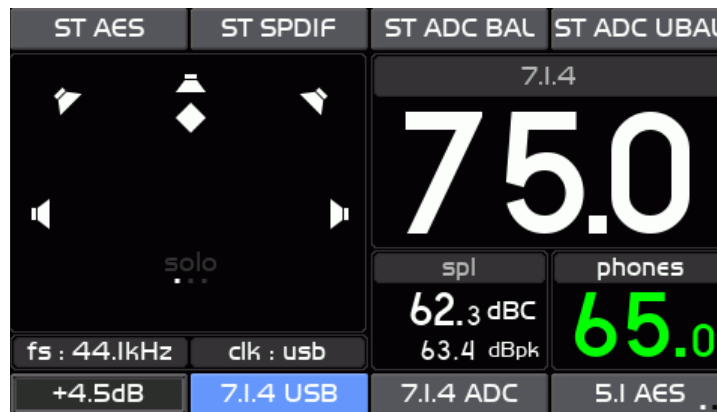 ST AES ST SPDIF ST ADC BAL ST ADC UBAL
7.1.4
75.0
solo
spl phones
62.3 dBC
65.0
63.4 dBpk
fs : 44.1kHz clk : usb
+4.5dB 7.1.4 USB 7.1.4 ADC 5.1 AES